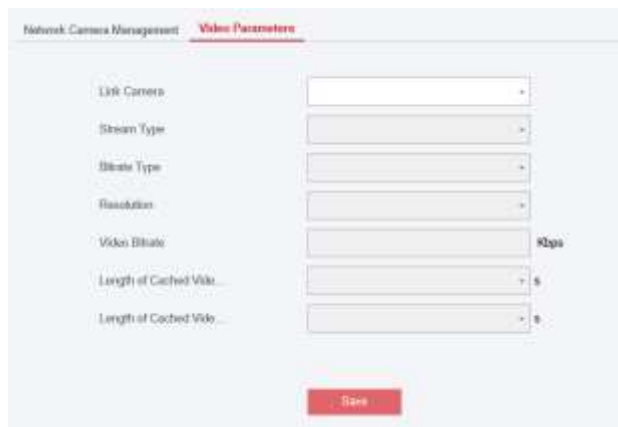 Network Camera Management Video Parameters
Link Camera
Stream Type
Bitrate Type
Resolution
Video Bitrate Kbps
Length of Cached Vide... s
Length of Cached Vide... s
Save